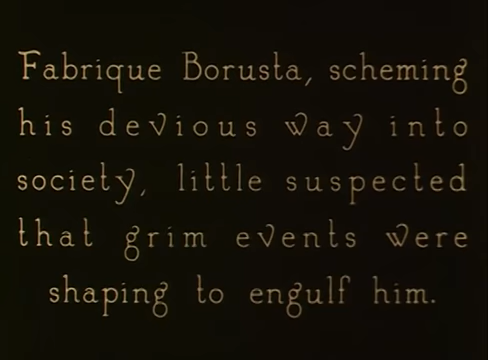 Fabrique Borusta, scheming
his devious way into
society, little suspected
that grim events were
shaping to engulf him.